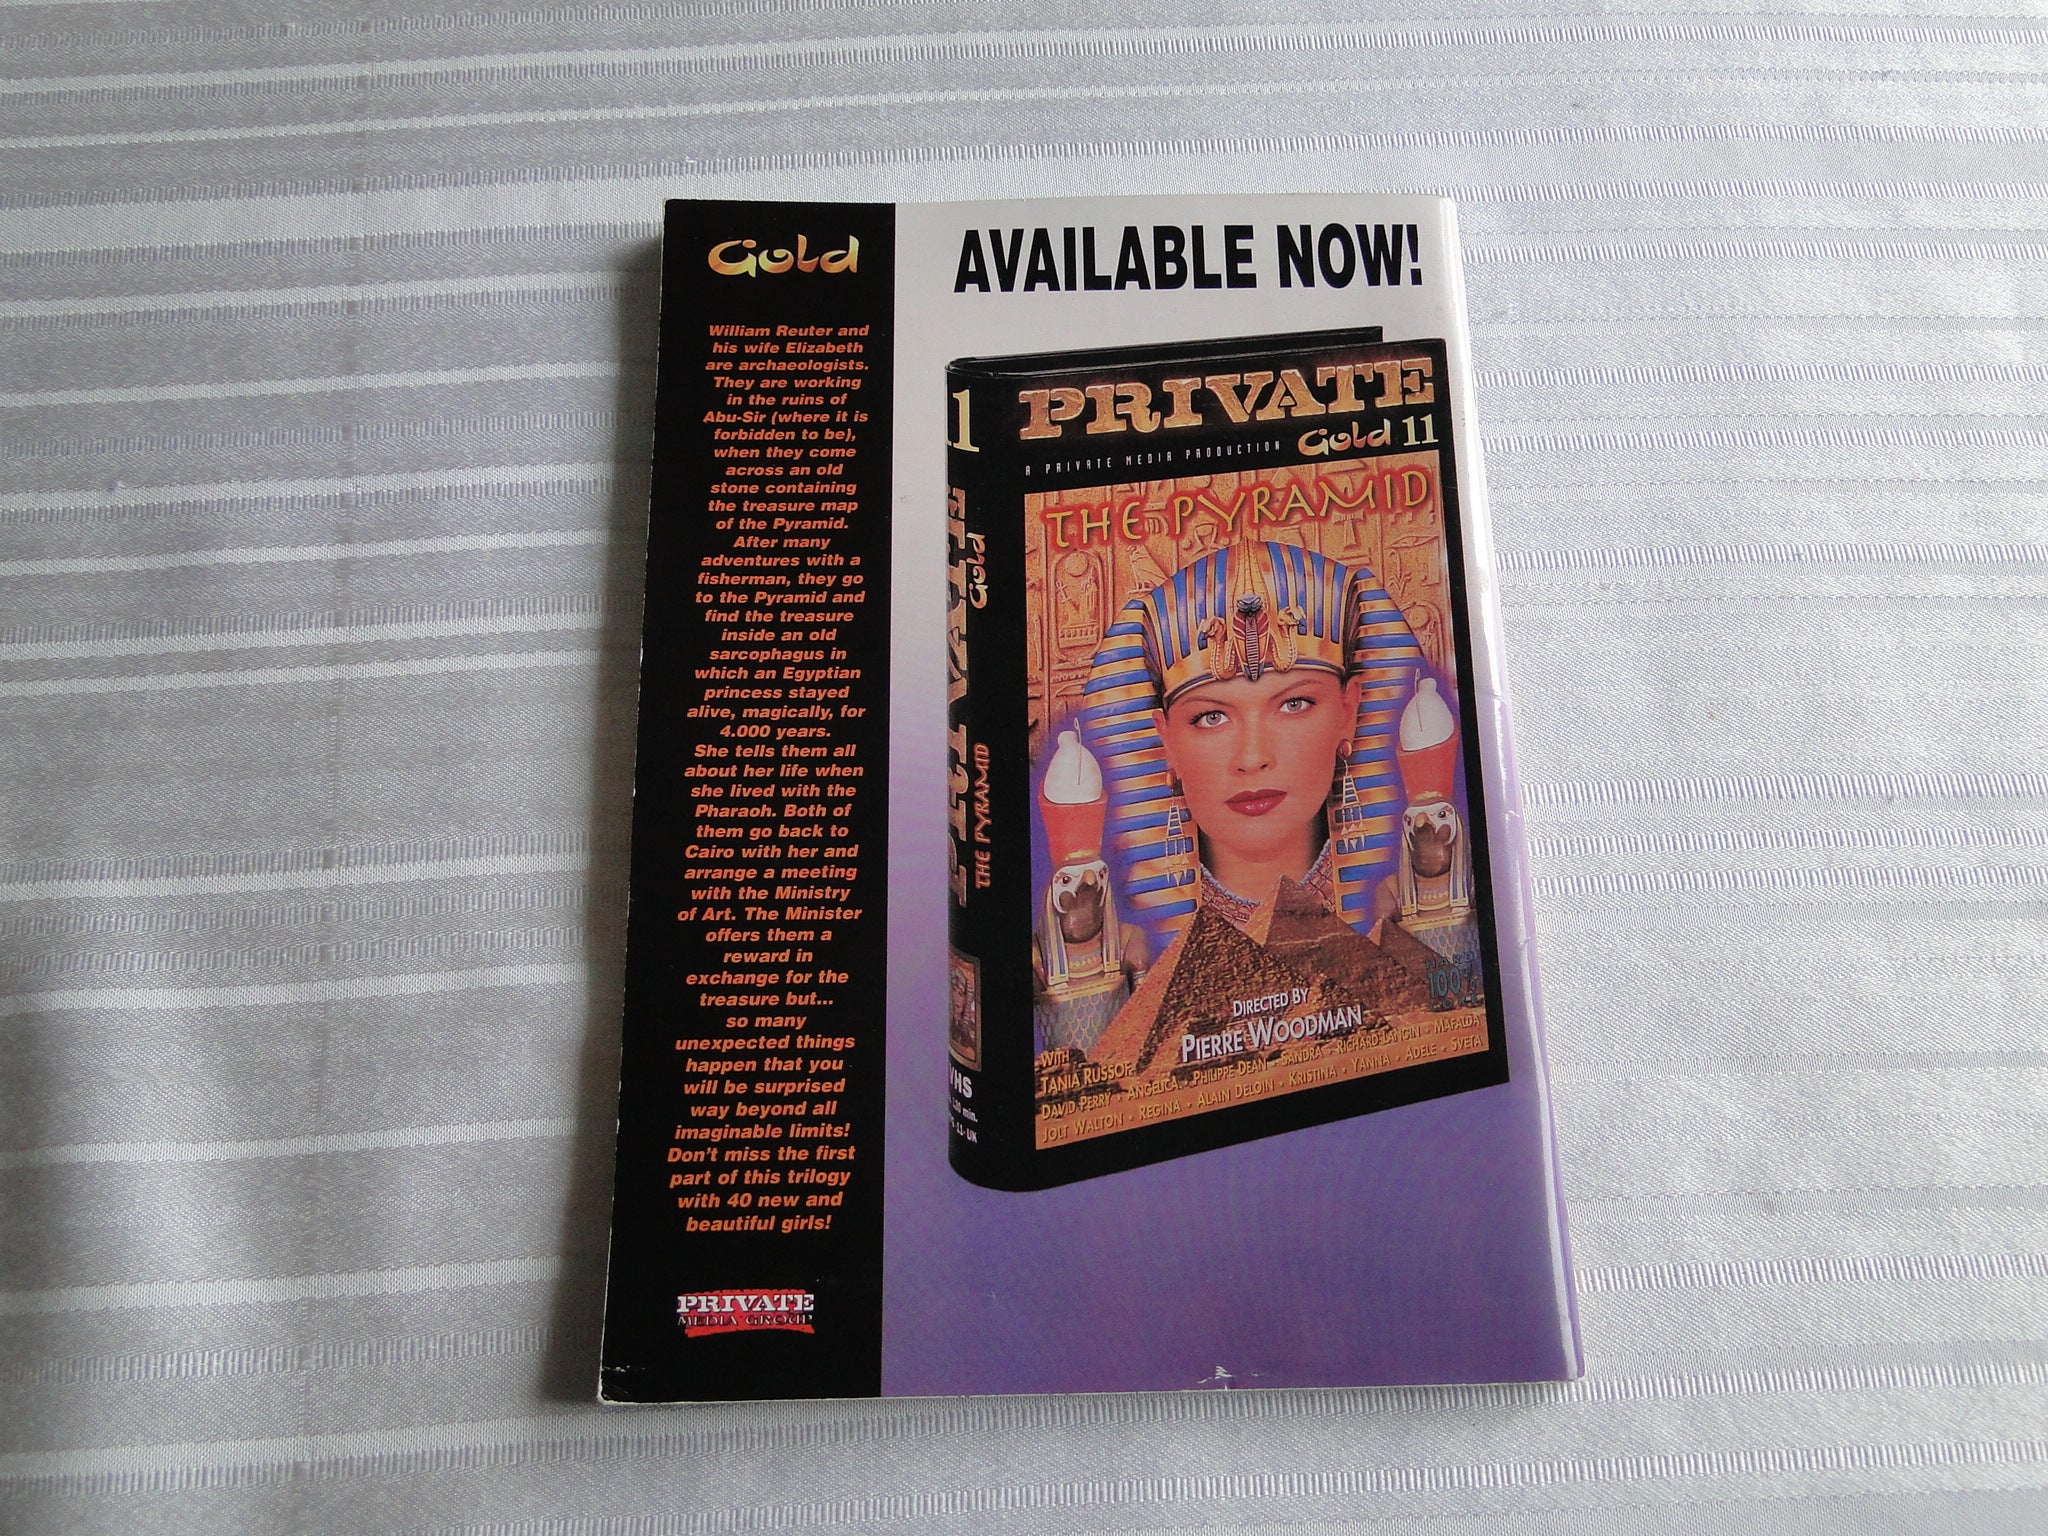 Gold
William Reuter and
his wife Elizabeth
are archaeologists.
They are working
in the ruins of
Abu-Sir (where it is
forbidden to be),
when they come
across an old
stone containing
the treasure map
of the Pyramid.
After many
adventures with a
fisherman, they go
to the Pyramid and
find the treasure
inside an old
sarcophagus in
which an Egyptian
princess stayed
alive, magically, for
4.000 years.
She tells them all
about her life when
she lived with the
Pharaoh. Both of
them go back to
Cairo with her and
arrange a meeting
with the Ministry
of Art. The Minister
offers them a
reward in
exchange for the
treasure but...
so many
unexpected things
happen that you
will be surprised
way beyond all
imaginable limits!
Don't miss the first
part of this trilogy
with 40 new and
beautiful girls!
PRIVATE
MEDIA GROUP
AVAILABLE NOW!
11
PRIVATE Gold
THE PYRAMID
VHS
min.
UK
PRIVATE
A PRIVATE MEDIA PRODUCTION Gold 11
THE PYRAMID
HARD
100%
CORE
DIRECTED BY
PIERRE WOODMAN
WITH
TANIA RUSSOF
DAVID PERRY • ANGELICA • PHILIPPE DEAN • SANDRA • RICHARD LANGIN • MAFALDA
JOLT WALTON • REGINA • ALAIN DELOIN • KRISTINA • YANNA • ADELE • SVETA